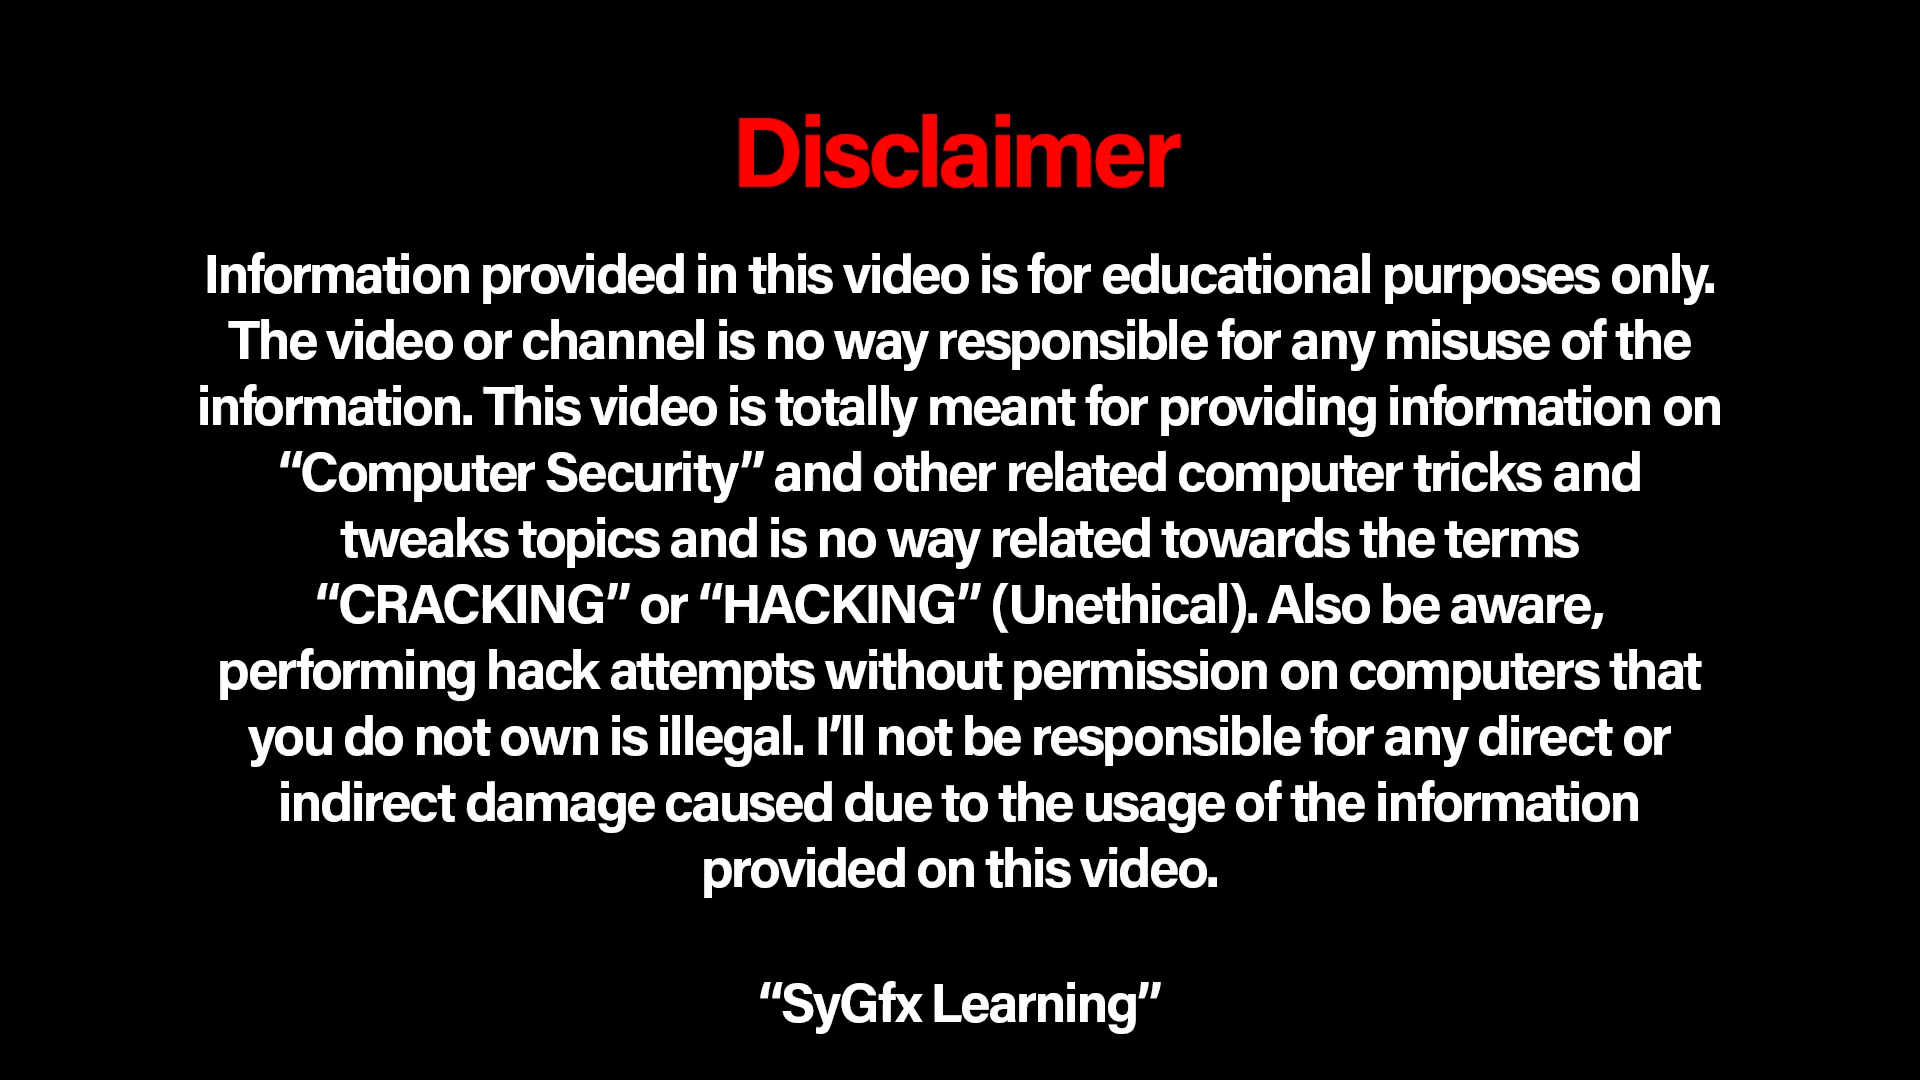 Disclaimer
Information provided in this video is for educational purposes only.
The video or channel is no way responsible for any misuse of the
information. This video is totally meant for providing information on
“Computer Security” and other related computer tricks and
tweaks topics and is no way related towards the terms
“CRACKING” or “HACKING” (Unethical). Also be aware,
performing hack attempts without permission on computers that
you do not own is illegal. I’ll not be responsible for any direct or
indirect damage caused due to the usage of the information
provided on this video.
“SyGfx Learning”